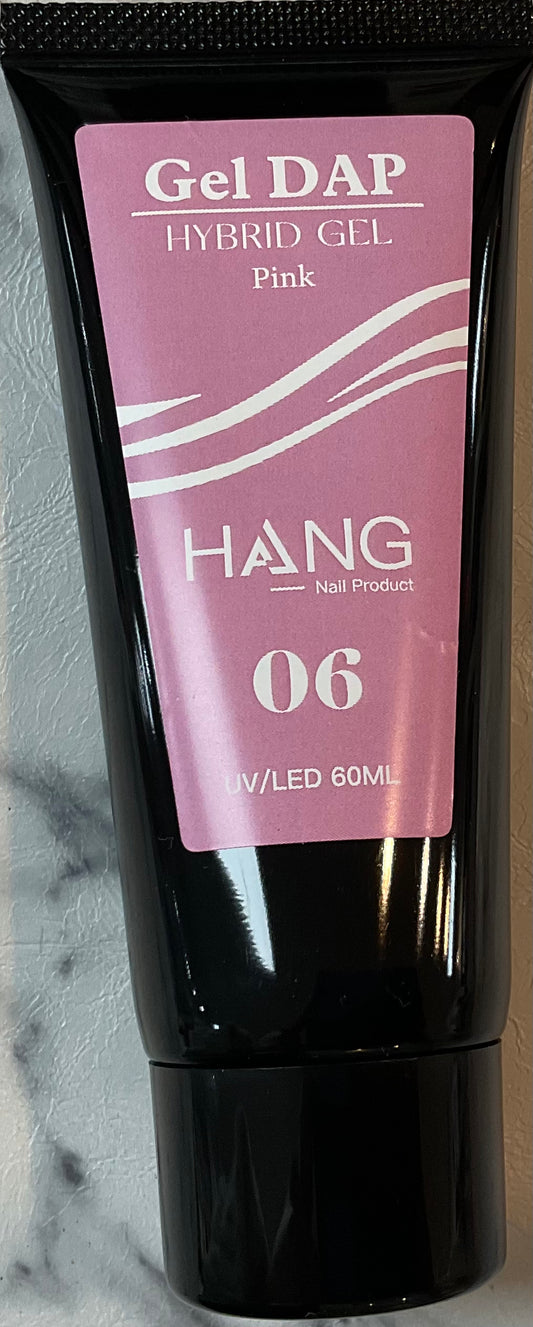 Gel DAP
HYBRID GEL
Pink
HANG
Nail Product
06
UV/LED 60ML